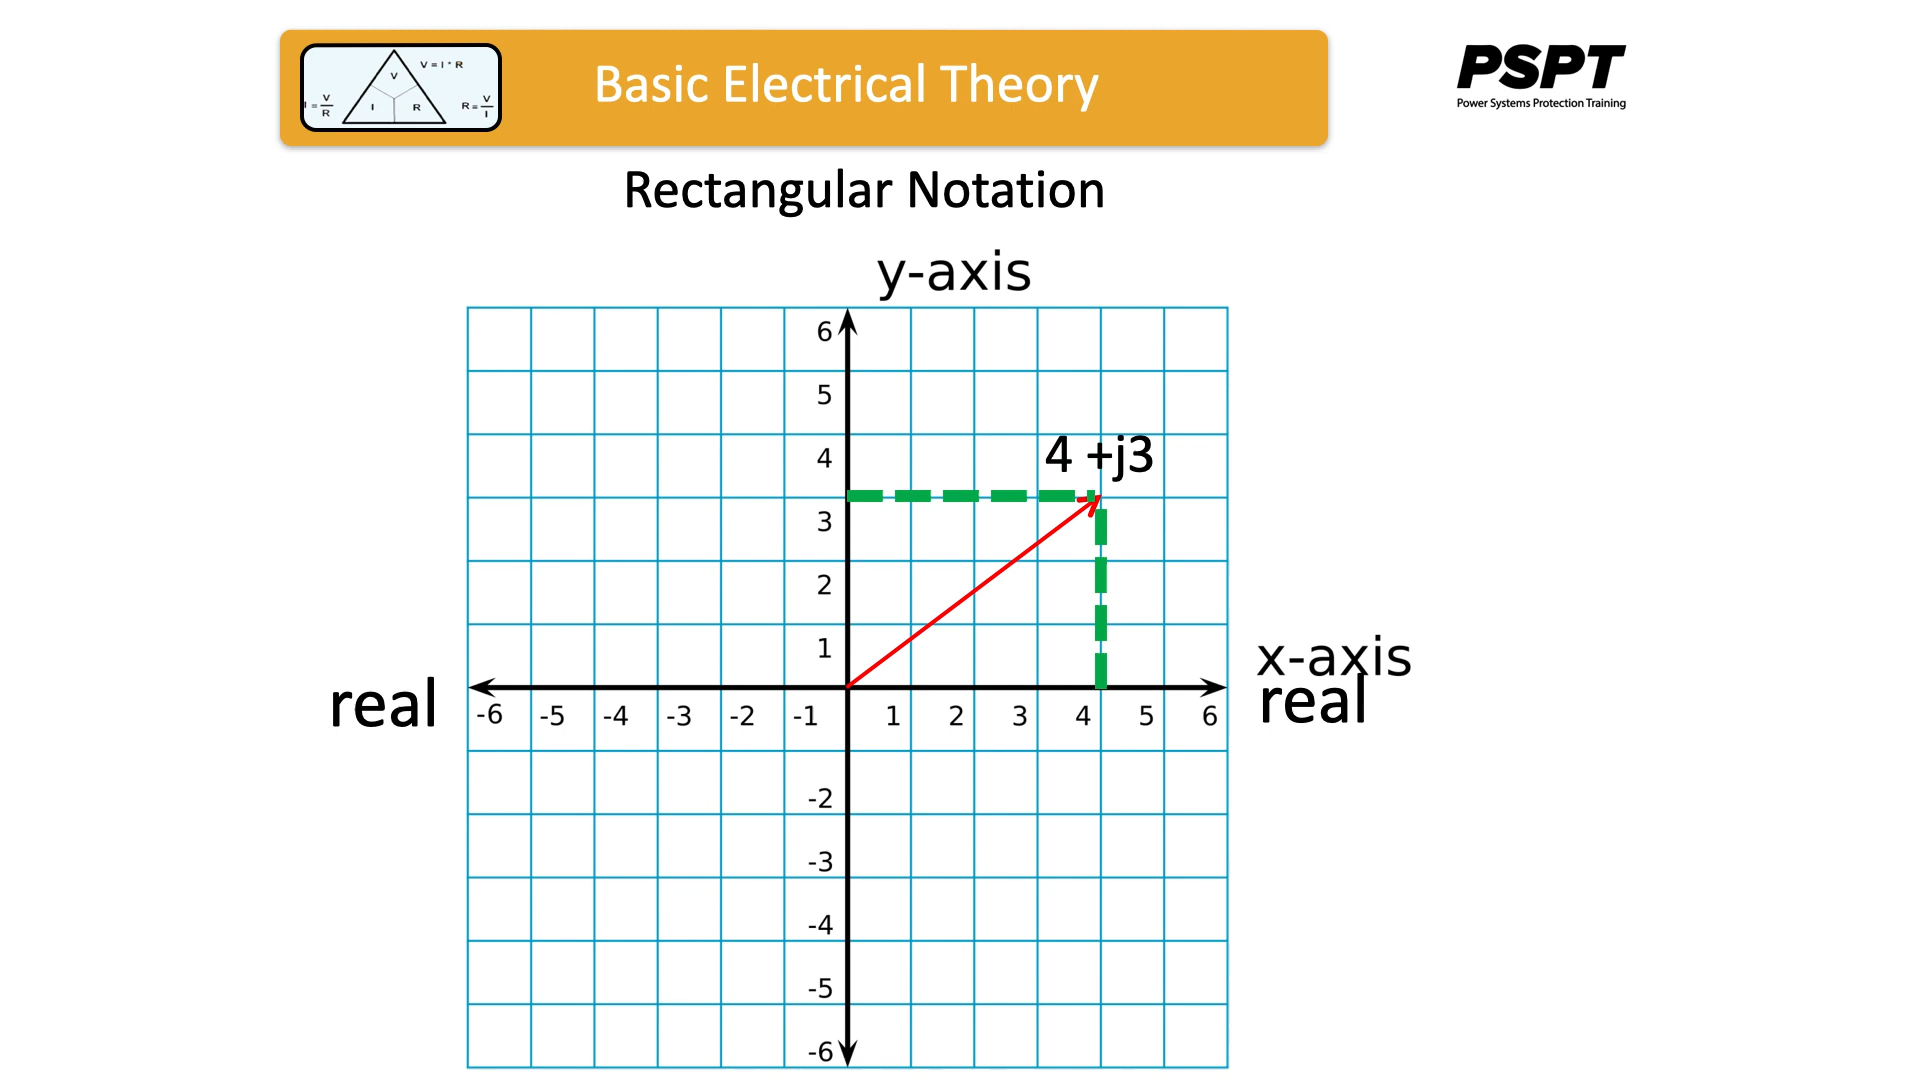 V
V = I * R
I = V
R
I
R
R = V
I
Basic Electrical Theory
PSPT
Power Systems Protection Training
Rectangular Notation
y-axis
6
5
4
4 +j3
3
2
1
x-axis
real
real
-6 -5 -4 -3 -2 -1 1 2 3 4 5 6
-2
-3
-4
-5
-6